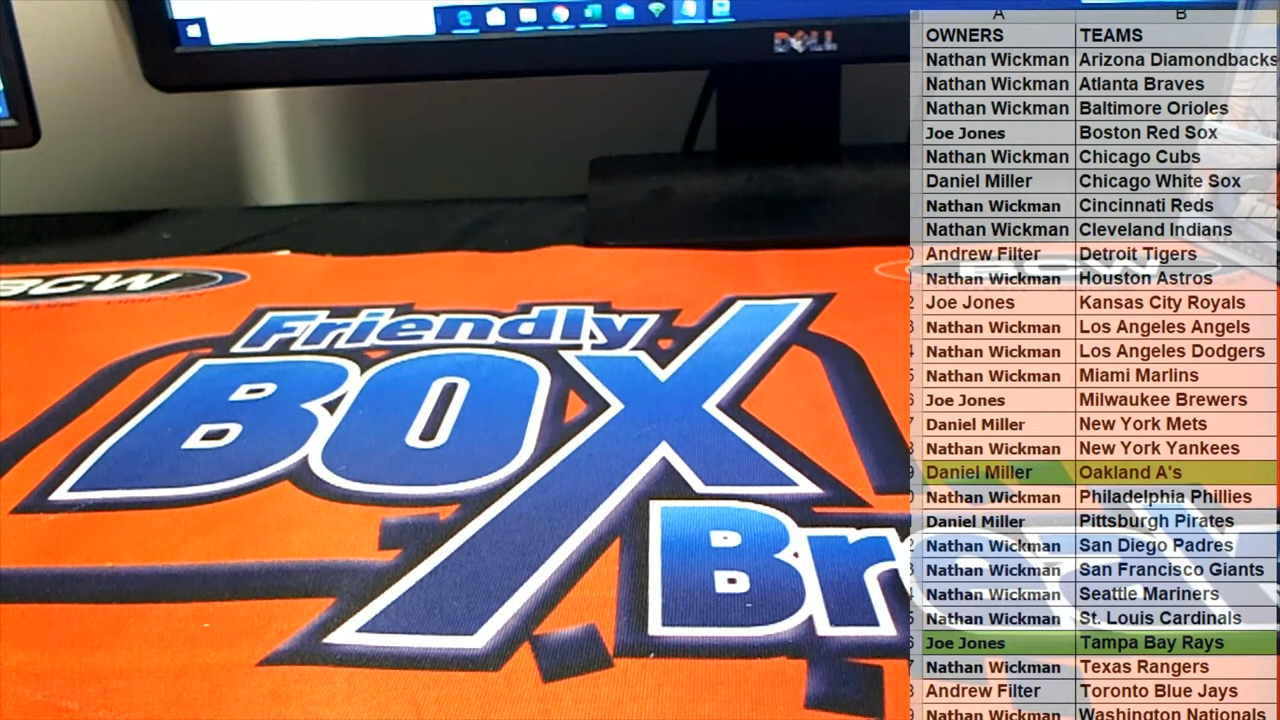 DELL
BCW
Friendly
BOX
Br
A B
OWNERS TEAMS
Nathan Wickman Arizona Diamondbacks
Nathan Wickman Atlanta Braves
Nathan Wickman Baltimore Orioles
Joe Jones Boston Red Sox
Nathan Wickman Chicago Cubs
Daniel Miller Chicago White Sox
Nathan Wickman Cincinnati Reds
Nathan Wickman Cleveland Indians
Andrew Filter Detroit Tigers
Nathan Wickman Houston Astros
Joe Jones Kansas City Royals
Nathan Wickman Los Angeles Angels
Nathan Wickman Los Angeles Dodgers
Nathan Wickman Miami Marlins
Joe Jones Milwaukee Brewers
Daniel Miller New York Mets
Nathan Wickman New York Yankees
Daniel Miller Oakland A's
Nathan Wickman Philadelphia Phillies
Daniel Miller Pittsburgh Pirates
Nathan Wickman San Diego Padres
Nathan Wickman San Francisco Giants
Nathan Wickman Seattle Mariners
Nathan Wickman St. Louis Cardinals
Joe Jones Tampa Bay Rays
Nathan Wickman Texas Rangers
Andrew Filter Toronto Blue Jays
Nathan Wickman Washington Nationals